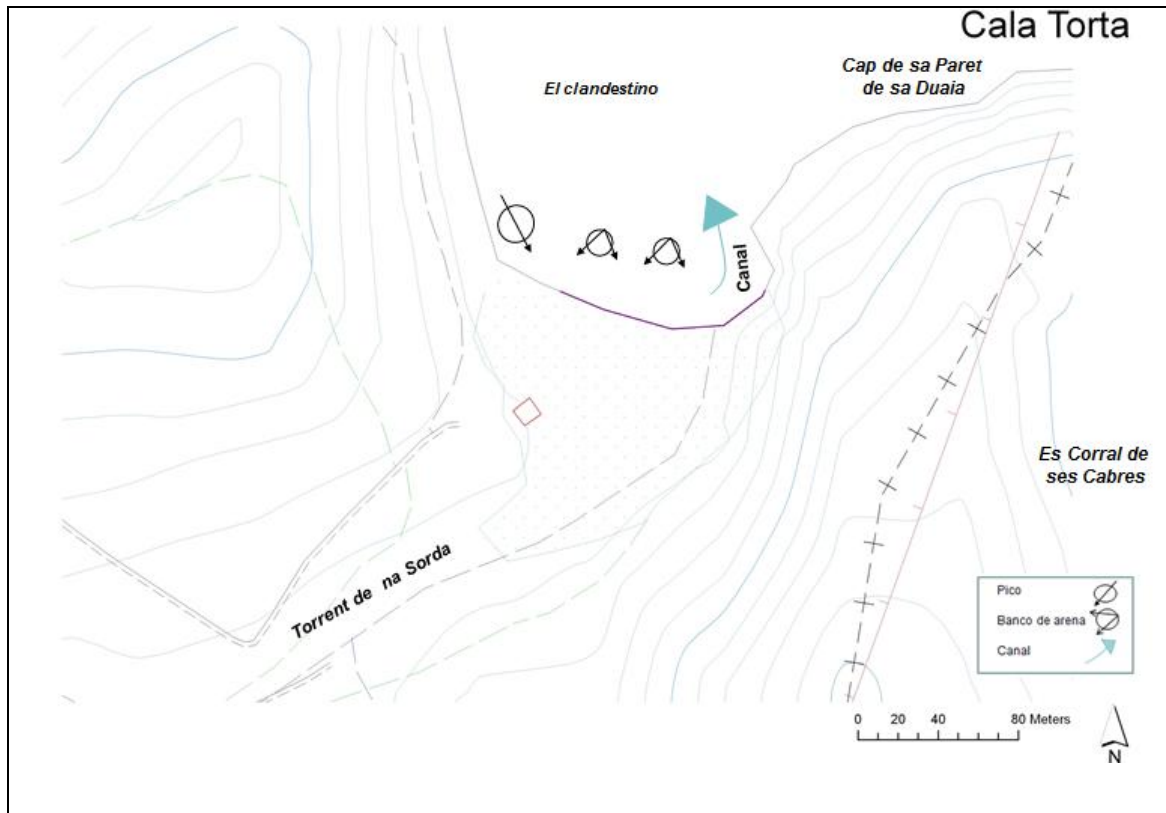 Cala Torta
Cap de sa Paret
de sa Duaia
El clandestino
Canal
Es Corral de
ses Cabres
Torrent de na Sorda
Pico
Banco de arena
Canal
0 20 40 80 Meters
N